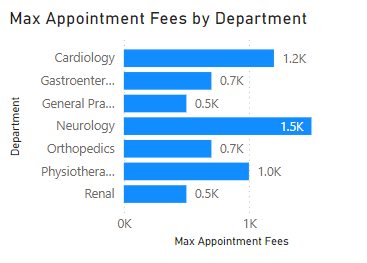 Max Appointment Fees by Department
Department
Cardiology 1.2K
Gastroenter... 0.7K
General Pra... 0.5K
Neurology 1.5K
Orthopedics 0.7K
Physiothera... 1.0K
Renal 0.5K
0K 1K
Max Appointment Fees